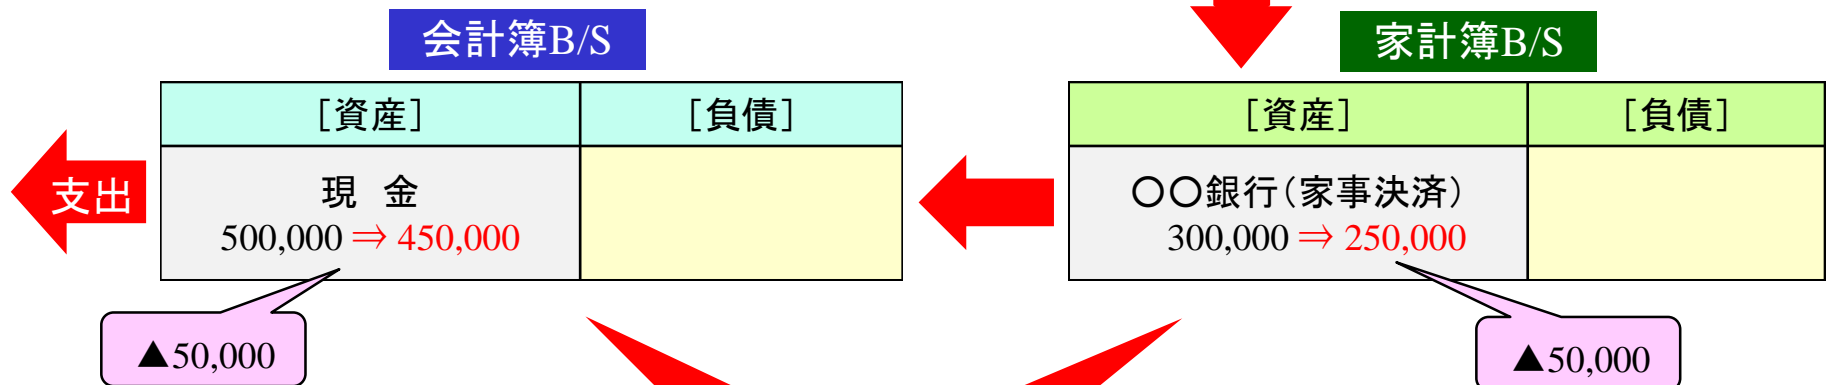 会計簿B/S
家計簿B/S
［資産］ ［負債］
［資産］ ［負債］
支出
現　金
500,000 ⇒ 450,000
〇〇銀行（家事決済）
300,000 ⇒ 250,000
▲50,000
▲50,000